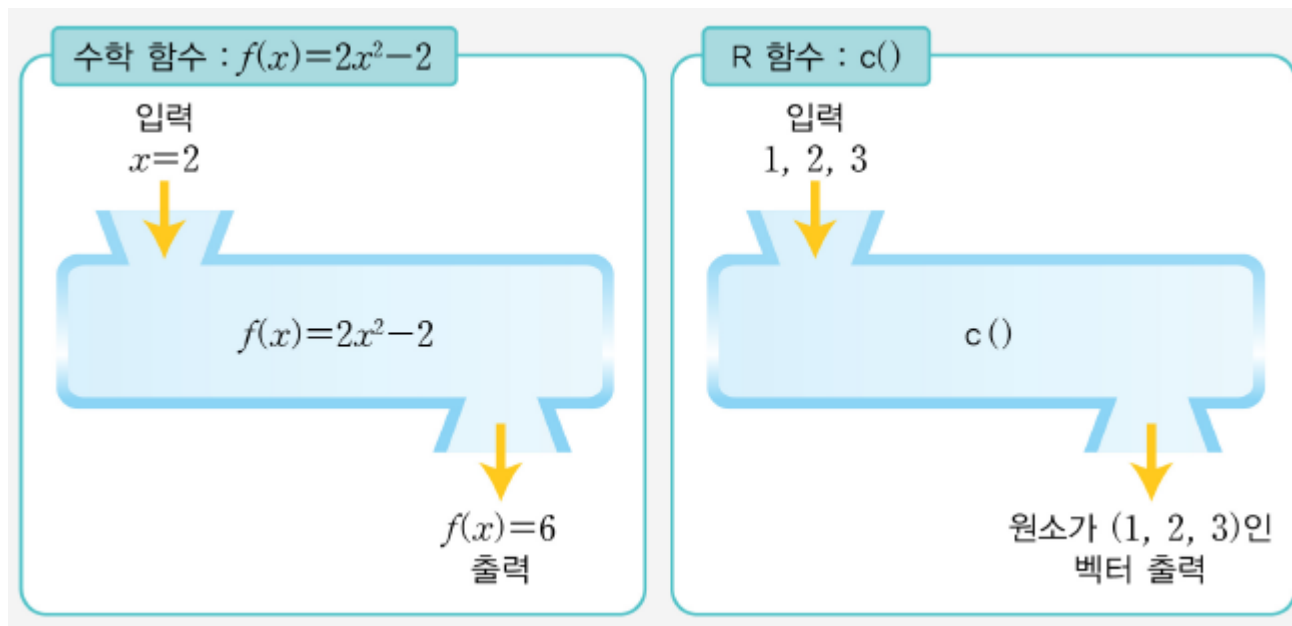 수학 함수 : f(x)=2x²−2
입력
x=2
f(x)=2x²−2
f(x)=6
출력
R 함수 : c()
입력
1, 2, 3
c()
원소가 (1, 2, 3)인
벡터 출력